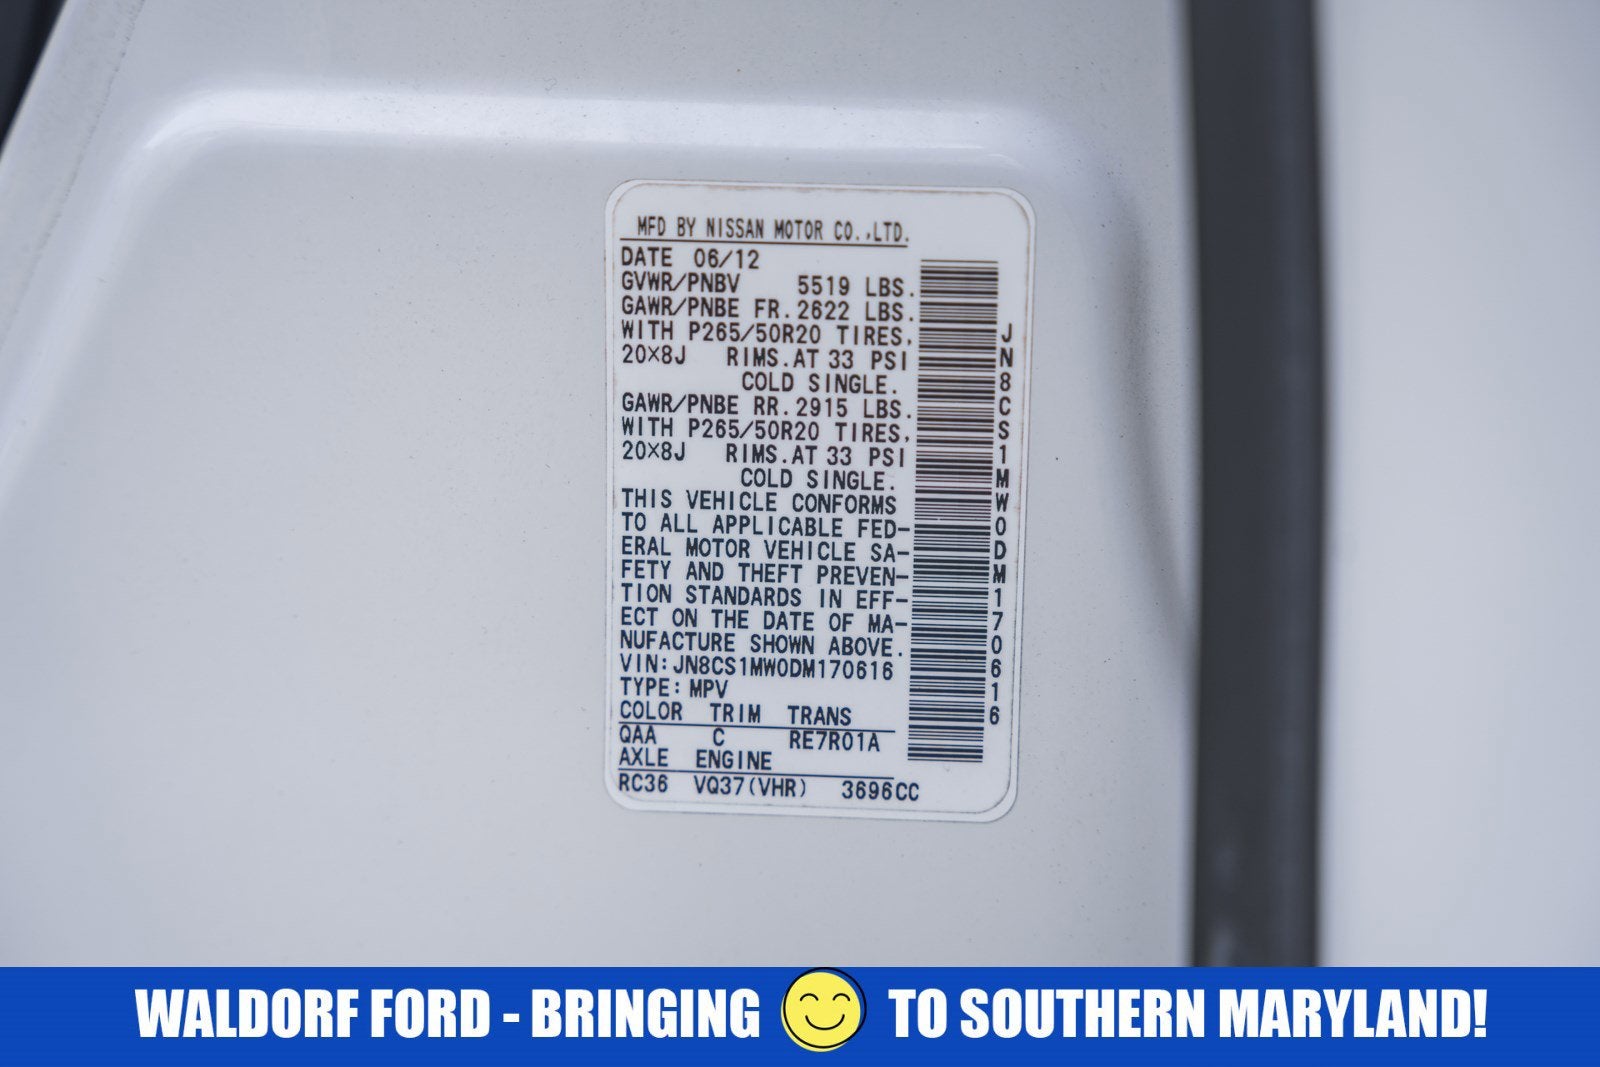 MFD BY NISSAN MOTOR CO.,LTD.
DATE 06/12
GVWR/PNBV 5519 LBS.
GAWR/PNBE FR.2622 LBS.
WITH P265/50R20 TIRES,
20×8J RIMS.AT 33 PSI
COLD SINGLE.
GAWR/PNBE RR.2915 LBS.
WITH P265/50R20 TIRES,
20×8J RIMS.AT 33 PSI
COLD SINGLE.
THIS VEHICLE CONFORMS
TO ALL APPLICABLE FED-
ERAL MOTOR VEHICLE SA-
FETY AND THEFT PREVEN-
TION STANDARDS IN EFF-
ECT ON THE DATE OF MA-
NUFACTURE SHOWN ABOVE.
VIN:JN8CS1MW0DM170616
TYPE:MPV
COLOR TRIM TRANS
QAA C RE7R01A
AXLE ENGINE
RC36 VQ37(VHR) 3696CC
JN8CS1MW0DM170616
WALDORF FORD - BRINGING TO SOUTHERN MARYLAND!